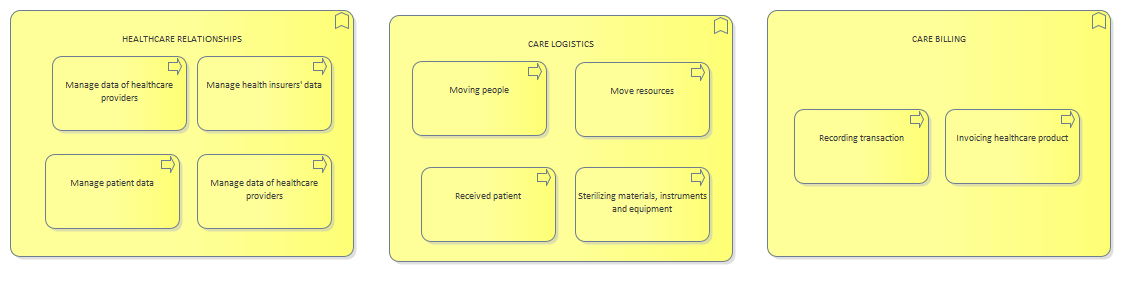 HEALTHCARE RELATIONSHIPS
Manage data of healthcare
providers
Manage health insurers' data
Manage patient data
Manage data of healthcare
providers
CARE LOGISTICS
Moving people
Move resources
Received patient
Sterilizing materials, instruments
and equipment
CARE BILLING
Recording transaction
Invoicing healthcare product